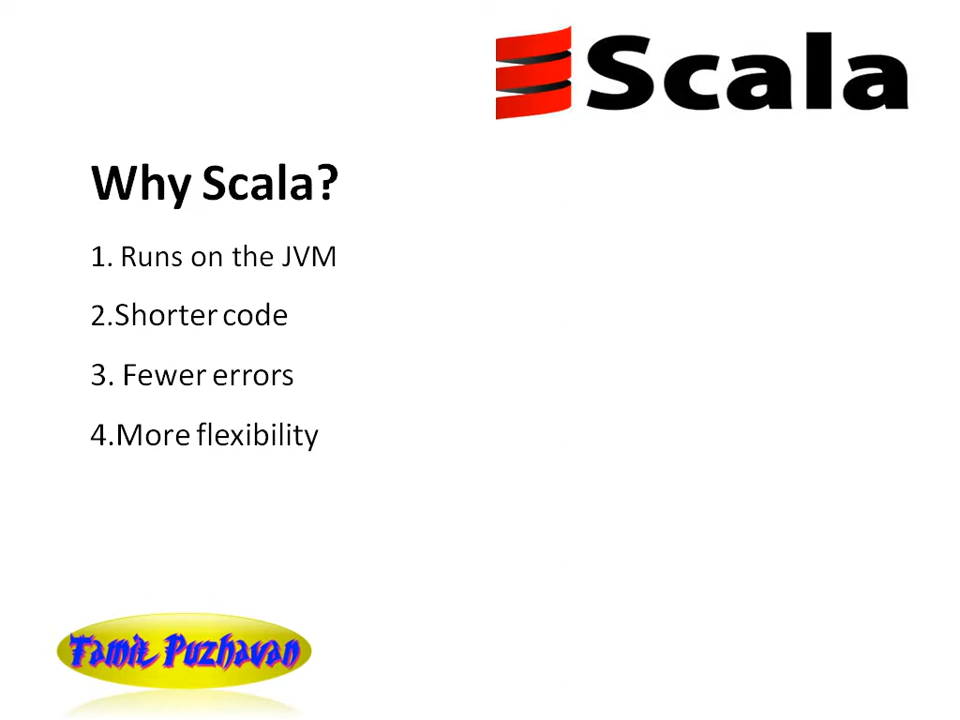 Scala
Why Scala?
1. Runs on the JVM
2.Shorter code
3. Fewer errors
4.More flexibility
Tamil Puzhavan